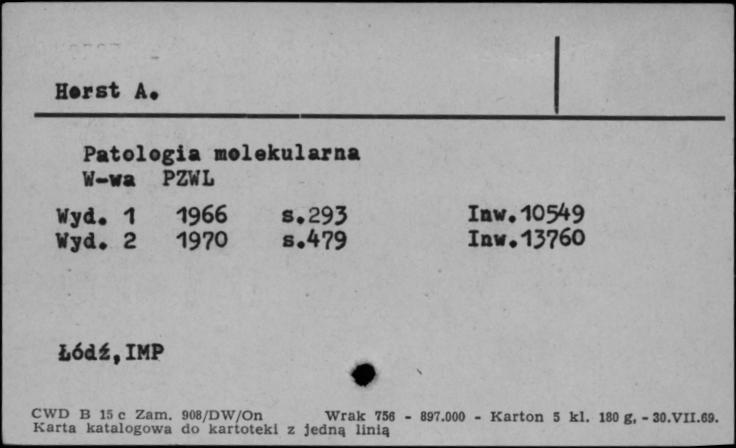 Horst A.
Patologia molekularna
W-wa PZWL
Wyd. 1 1966 s.293 Inw.10549
Wyd. 2 1970 s.479 Inw.13760
Łódź,IMP
CWD B 15 c Zam. 908/DW/On Wrak 756 - 897.000 - Karton 5 kl. 180 g, - 30.VII.69.
Karta katalogowa do kartoteki z jedną linią